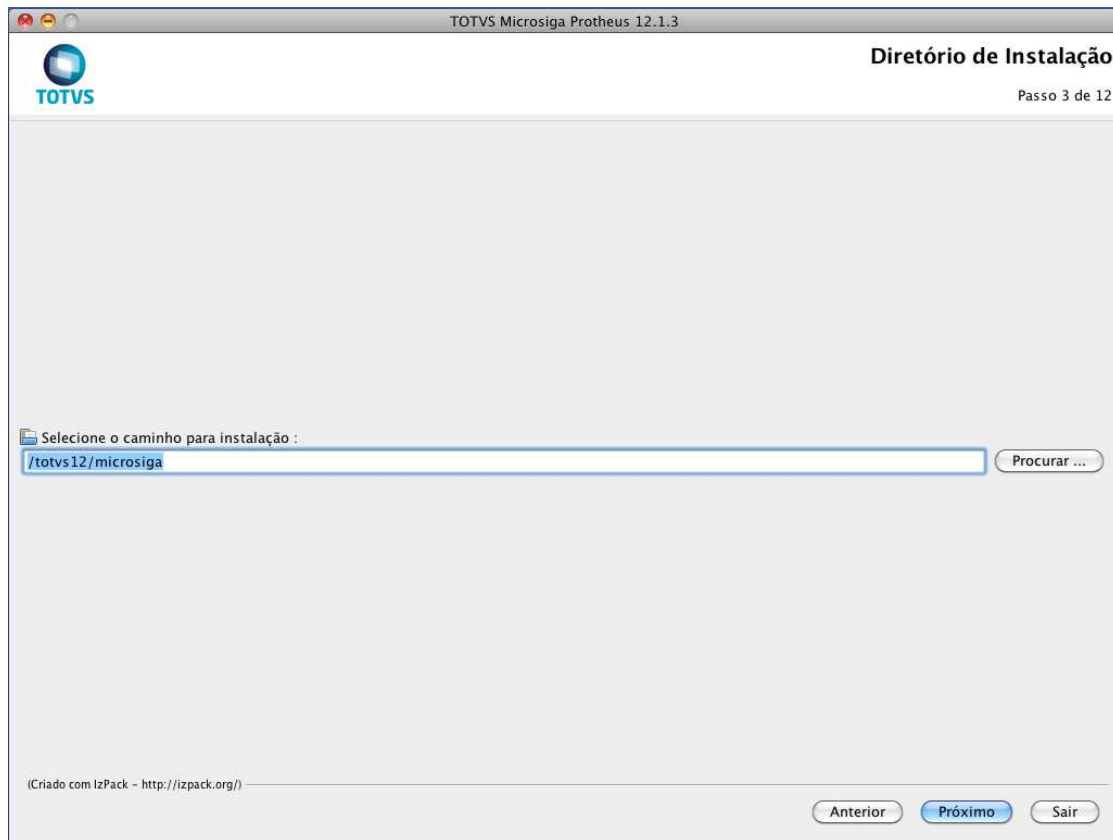 TOTVS Microsiga Protheus 12.1.3
TOTVS
Diretório de Instalação
Passo 3 de 12
Selecione o caminho para instalação :
/totvs12/microsiga
Procurar ...
(Criado com IzPack - http://izpack.org/)
Anterior
Próximo
Sair